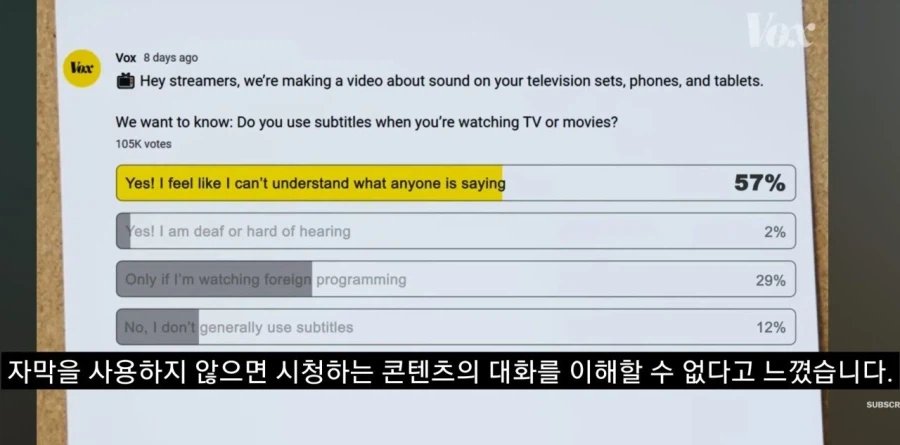 Vox
Vox
Vox 8 days ago
Hey streamers, we're making a video about sound on your television sets, phones, and tablets.
We want to know: Do you use subtitles when you're watching TV or movies?
105K votes
Yes! I feel like I can't understand what anyone is saying 57%
Yes! I am deaf or hard of hearing 2%
Only if I'm watching foreign programming 29%
No, I don't generally use subtitles 12%
자막을 사용하지 않으면 시청하는 콘텐츠의 대화를 이해할 수 없다고 느꼈습니다.
SUBSCR